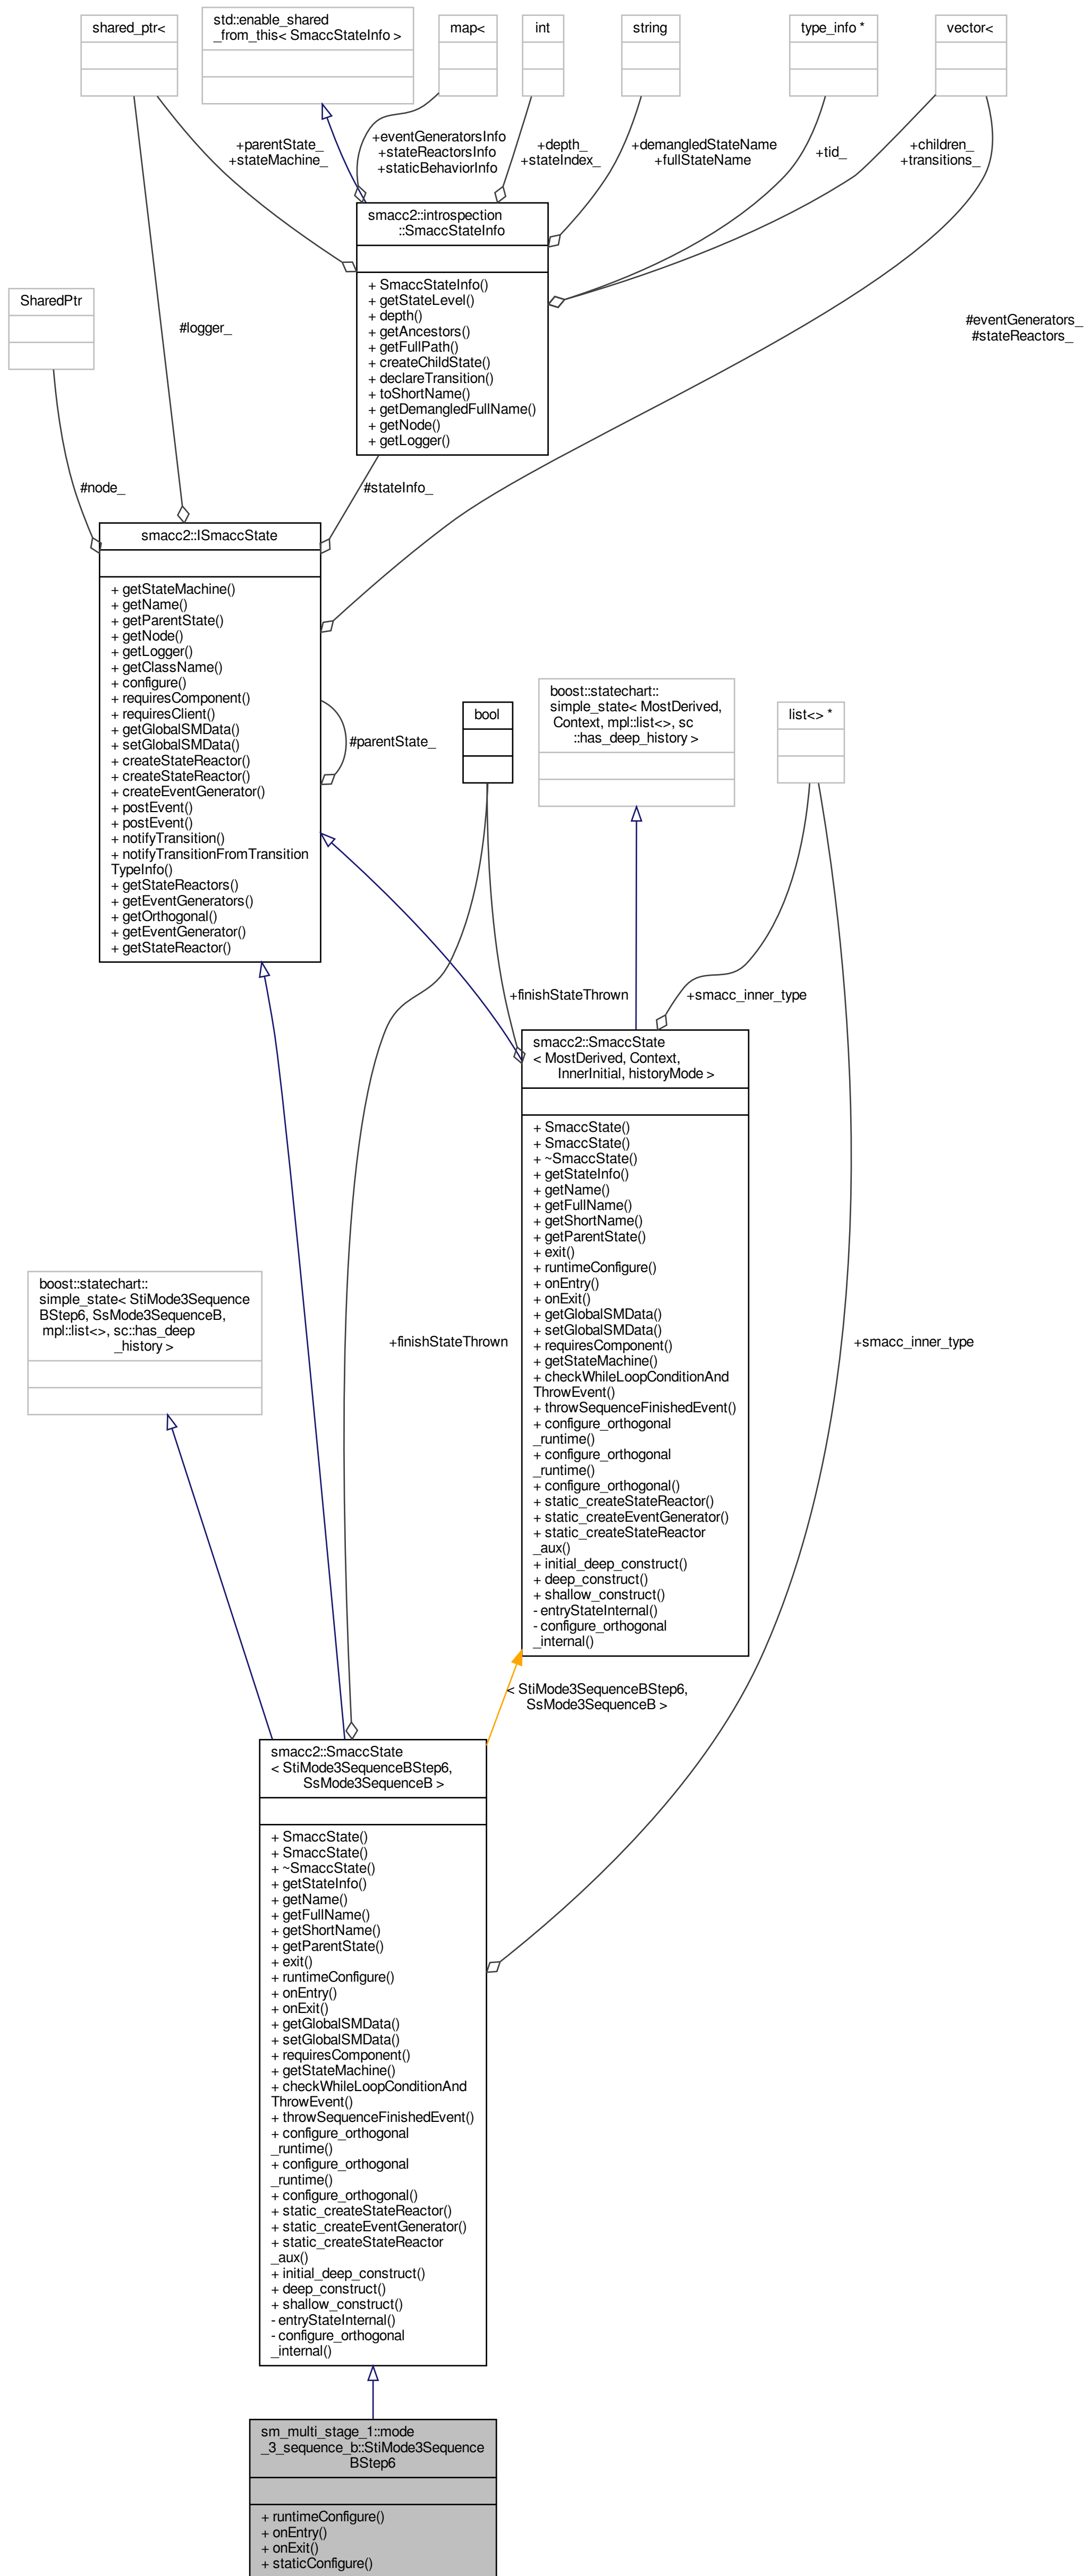 shared_ptr<
std::enable_shared
_from_this< SmaccStateInfo >
map<
int
string
type_info *
vector<
+parentState_
+stateMachine_
+eventGeneratorsInfo
+stateReactorsInfo
+staticBehaviorInfo
+depth_
+stateIndex_
+demangledStateName
+fullStateName
+tid_
+children_
+transitions_
smacc2::introspection
::SmaccStateInfo
+ SmaccStateInfo()
+ getStateLevel()
+ depth()
+ getAncestors()
+ getFullPath()
+ createChildState()
+ declareTransition()
+ toShortName()
+ getDemangledFullName()
+ getNode()
+ getLogger()
SharedPtr
#logger_
#eventGenerators_
#stateReactors_
#node_
#stateInfo_
smacc2::ISmaccState
+ getStateMachine()
+ getName()
+ getParentState()
+ getNode()
+ getLogger()
+ getClassName()
+ configure()
+ requiresComponent()
+ requiresClient()
+ getGlobalSMData()
+ setGlobalSMData()
+ createStateReactor()
+ createStateReactor()
+ createEventGenerator()
+ postEvent()
+ postEvent()
+ notifyTransition()
+ notifyTransitionFromTransition
TypeInfo()
+ getStateReactors()
+ getEventGenerators()
+ getOrthogonal()
+ getEventGenerator()
+ getStateReactor()
#parentState_
bool
boost::statechart::
simple_state< MostDerived,
Context, mpl::list<>, sc
::has_deep_history >
list<> *
+finishStateThrown
+smacc_inner_type
smacc2::SmaccState
< MostDerived, Context,
InnerInitial, historyMode >
+ SmaccState()
+ SmaccState()
+ ~SmaccState()
+ getStateInfo()
+ getName()
+ getFullName()
+ getShortName()
+ getParentState()
+ exit()
+ runtimeConfigure()
+ onEntry()
+ onExit()
+ getGlobalSMData()
+ setGlobalSMData()
+ requiresComponent()
+ getStateMachine()
+ checkWhileLoopConditionAnd
ThrowEvent()
+ throwSequenceFinishedEvent()
+ configure_orthogonal
_runtime()
+ configure_orthogonal
_runtime()
+ configure_orthogonal()
+ static_createStateReactor()
+ static_createEventGenerator()
+ static_createStateReactor
_aux()
+ initial_deep_construct()
+ deep_construct()
+ shallow_construct()
- entryStateInternal()
- configure_orthogonal
_internal()
boost::statechart::
simple_state< StiMode3Sequence
BStep6, SsMode3SequenceB,
mpl::list<>, sc::has_deep
_history >
+finishStateThrown
+smacc_inner_type
< StiMode3SequenceBStep6,
SsMode3SequenceB >
smacc2::SmaccState
< StiMode3SequenceBStep6,
SsMode3SequenceB >
+ SmaccState()
+ SmaccState()
+ ~SmaccState()
+ getStateInfo()
+ getName()
+ getFullName()
+ getShortName()
+ getParentState()
+ exit()
+ runtimeConfigure()
+ onEntry()
+ onExit()
+ getGlobalSMData()
+ setGlobalSMData()
+ requiresComponent()
+ getStateMachine()
+ checkWhileLoopConditionAnd
ThrowEvent()
+ throwSequenceFinishedEvent()
+ configure_orthogonal
_runtime()
+ configure_orthogonal
_runtime()
+ configure_orthogonal()
+ static_createStateReactor()
+ static_createEventGenerator()
+ static_createStateReactor
_aux()
+ initial_deep_construct()
+ deep_construct()
+ shallow_construct()
- entryStateInternal()
- configure_orthogonal
_internal()
sm_multi_stage_1::mode
_3_sequence_b::StiMode3Sequence
BStep6
+ runtimeConfigure()
+ onEntry()
+ onExit()
+ staticConfigure()